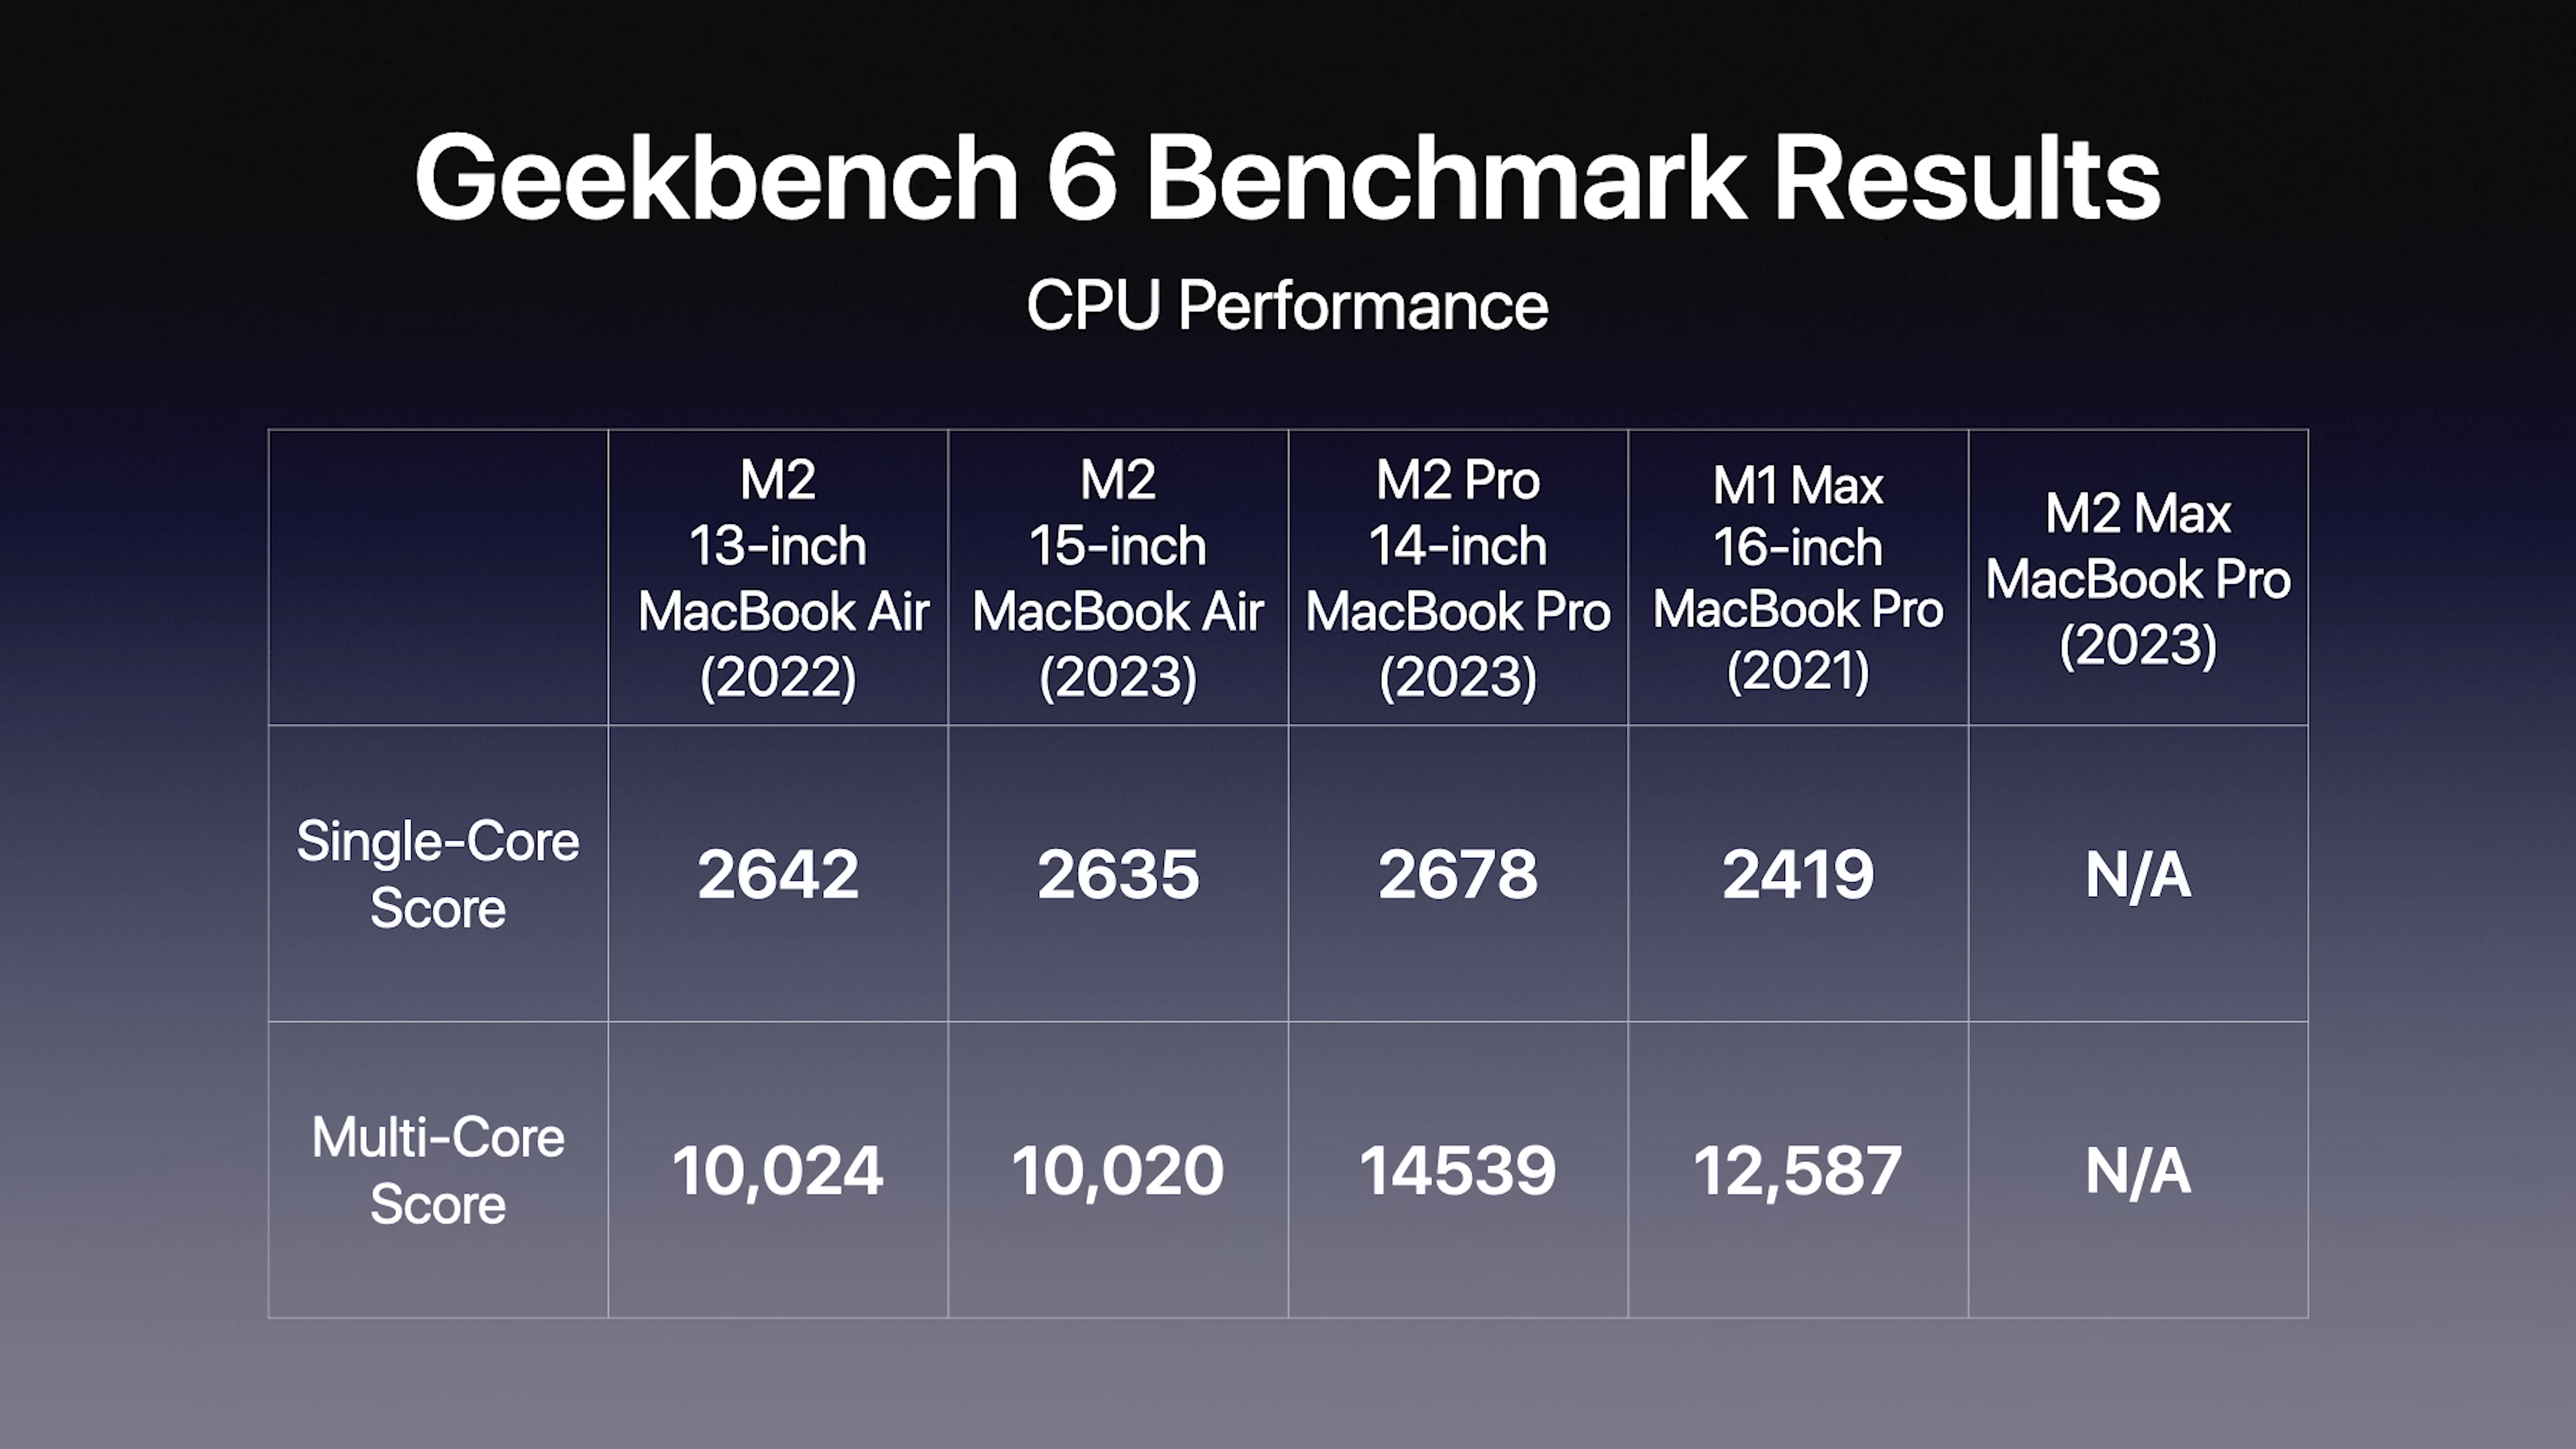 Geekbench 6 Benchmark Results
CPU Performance
M2
13-inch
MacBook Air
(2022)
M2
15-inch
MacBook Air
(2023)
M2 Pro
14-inch
MacBook Pro
(2023)
M1 Max
16-inch
MacBook Pro
(2021)
M2 Max
MacBook Pro
(2023)
Single-Core
Score
2642
2635
2678
2419
N/A
Multi-Core
Score
10,024
10,020
14539
12,587
N/A